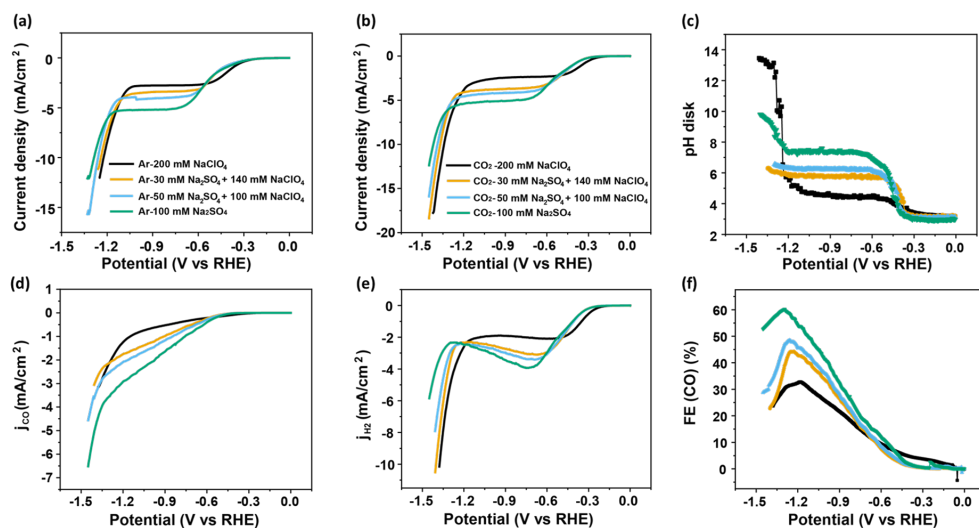 (a)
Current density (mA/cm²)
0
-5
-10
-15
Ar-200 mM NaClO₄
Ar-30 mM Na₂SO₄ + 140 mM NaClO₄
Ar-50 mM Na₂SO₄ + 100 mM NaClO₄
Ar-100 mM Na₂SO₄
-1.5 -1.2 -0.9 -0.6 -0.3 0.0
Potential (V vs RHE)
(b)
Current density (mA/cm²)
0
-5
-10
-15
-20
CO₂-200 mM NaClO₄
CO₂-30 mM Na₂SO₄ + 140 mM NaClO₄
CO₂-50 mM Na₂SO₄ + 100 mM NaClO₄
CO₂-100 mM Na₂SO₄
-1.5 -1.2 -0.9 -0.6 -0.3 0.0
Potential (V vs RHE)
(c)
pH disk
14
12
10
8
6
4
2
-1.5 -1.2 -0.9 -0.6 -0.3 0.0
Potential (V vs RHE)
(d)
j CO (mA/cm²)
1
0
-1
-2
-3
-4
-5
-6
-7
-1.5 -1.2 -0.9 -0.6 -0.3 0.0
Potential (V vs RHE)
(e)
j H2 (mA/cm²)
0
-2
-4
-6
-8
-10
-1.5 -1.2 -0.9 -0.6 -0.3 0.0
Potential (V vs RHE)
(f)
FE (CO) (%)
60
50
40
30
20
10
0
-1.5 -1.2 -0.9 -0.6 -0.3 0.0
Potential (V vs RHE)